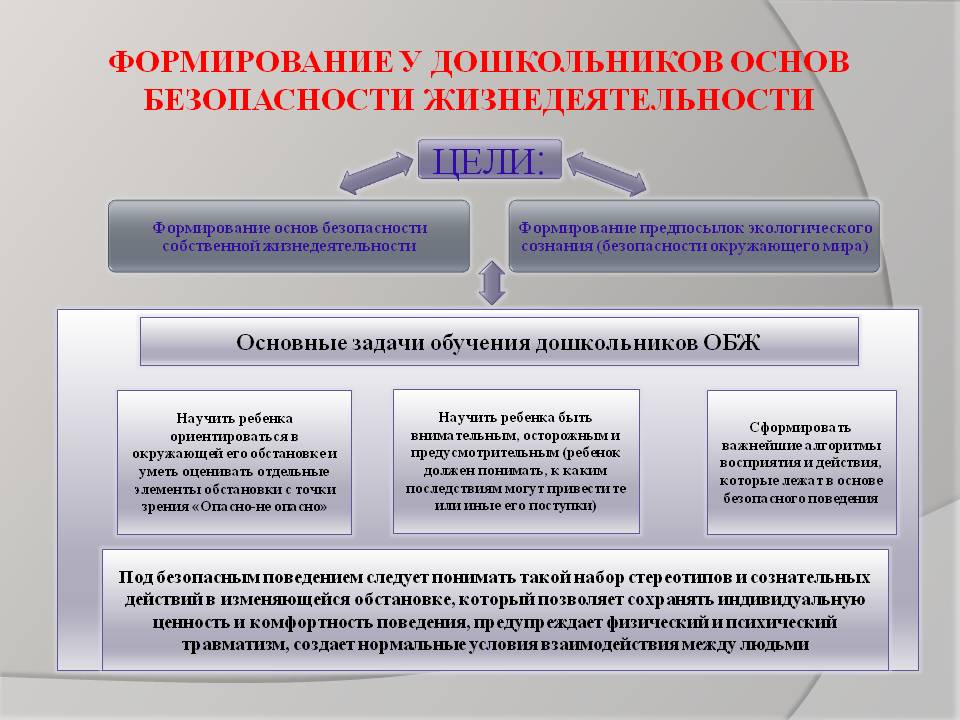 ФОРМИРОВАНИЕ У ДОШКОЛЬНИКОВ ОСНОВ
БЕЗОПАСНОСТИ ЖИЗНЕДЕЯТЕЛЬНОСТИ
ЦЕЛИ:
Формирование основ безопасности
собственной жизнедеятельности
Формирование предпосылок экологического
сознания (безопасности окружающего мира)
Основные задачи обучения дошкольников ОБЖ
Научить ребенка
ориентироваться в
окружающей его обстановке и
уметь оценивать отдельные
элементы обстановки с точки
зрения «Опасно-не опасно»
Научить ребенка быть
внимательным, осторожным и
предусмотрительным (ребенок
должен понимать, к каким
последствиям могут привести те
или иные его поступки)
Сформировать
важнейшие алгоритмы
восприятия и действия,
которые лежат в основе
безопасного поведения
Под безопасным поведением следует понимать такой набор стереотипов и сознательных
действий в изменяющейся обстановке, который позволяет сохранять индивидуальную
ценность и комфортность поведения, предупреждает физический и психический
травматизм, создает нормальные условия взаимодействия между людьми